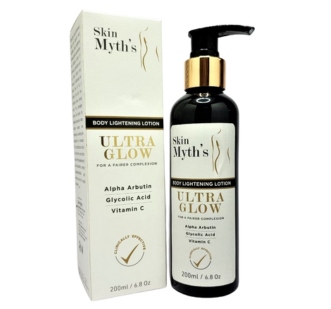 Skin
Myth's
BODY LIGHTENING LOTION
ULTRA
GLOW
FOR A FAIRER COMPLEXION
Alpha Arbutin
Glycolic Acid
Vitamin C
CLINICALLY EFFECTIVE
200ml / 6.8 Oz
Skin
Myth's
BODY LIGHTENING LOTION
ULTRA
GLOW
FOR A FAIRER COMPLEXION
Alpha Arbutin
Glycolic Acid
Vitamin C
200ml / 6.8 Oz